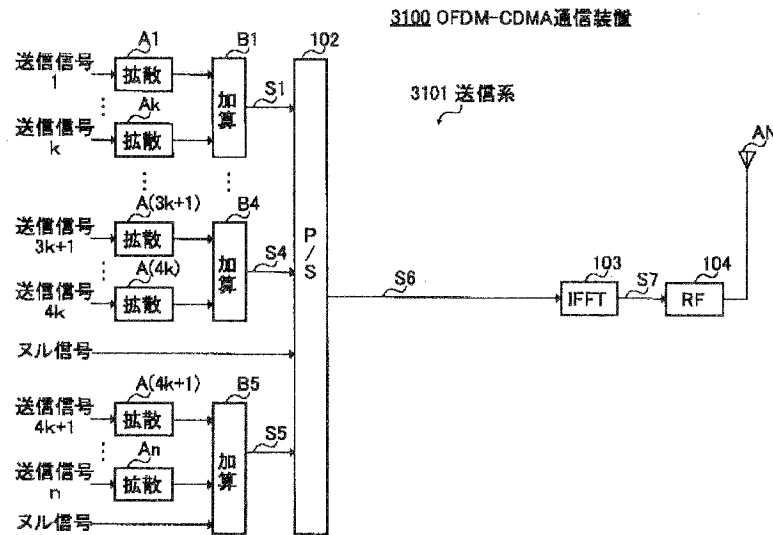 3100 OFDM-CDMA通信装置
A1
B1
102
送信信号
1
拡散
加算
S1
3101 送信系
Ak
送信信号
k
拡散
AN
A(3k+1)
B4
送信信号
3k+1
拡散
加算
S4
P/S
S6
103
IFFT
S7
104
RF
A(4k)
送信信号
4k
拡散
ヌル信号
A(4k+1)
B5
送信信号
4k+1
拡散
加算
S5
An
送信信号
n
拡散
ヌル信号